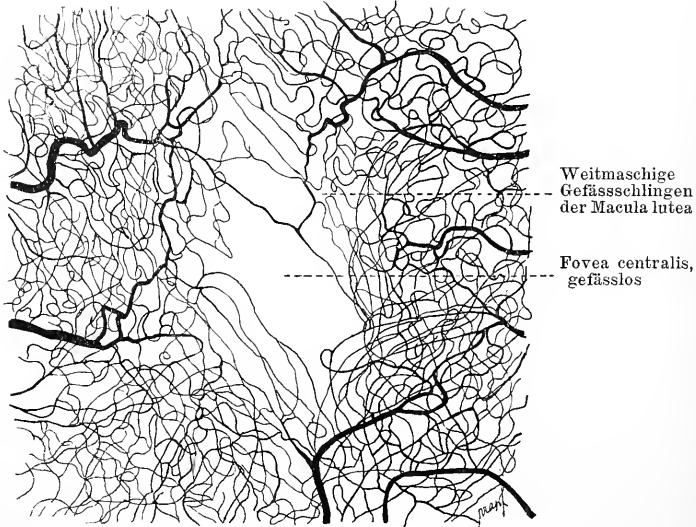 Weitmaschige
Gefässschlingen
der Macula lutea
Fovea centralis,
gefässlos